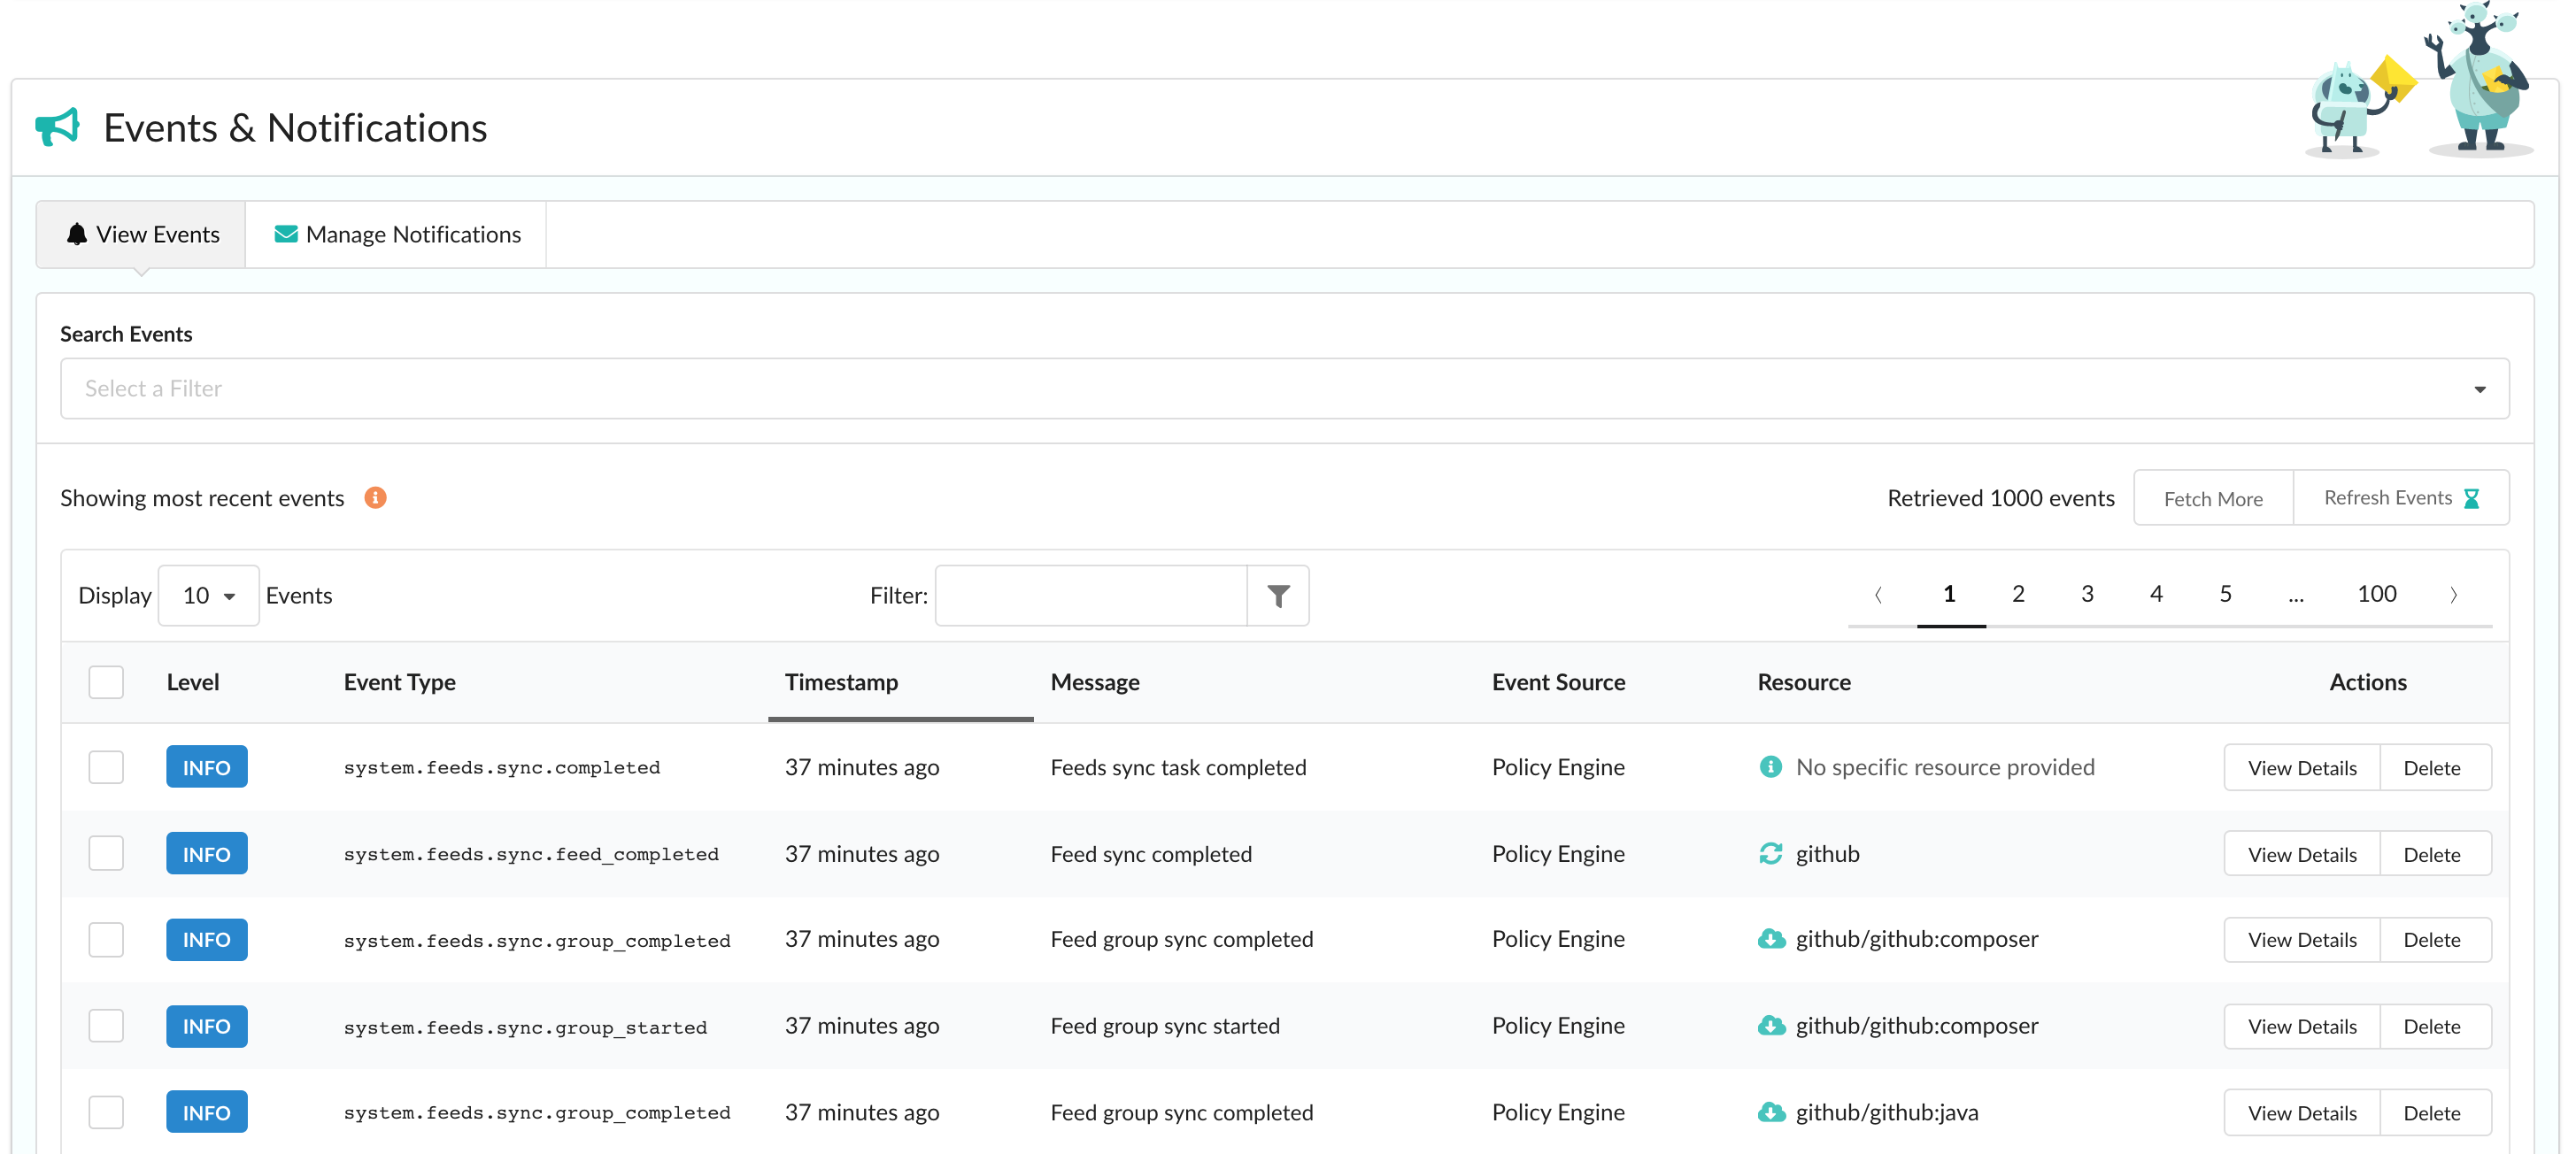 Events & Notifications
View Events Manage Notifications
Search Events
Select a Filter
Showing most recent events Retrieved 1000 events Fetch More Refresh Events
Display 10 Events Filter: 1 2 3 4 5 ... 100
Level Event Type Timestamp Message Event Source Resource Actions
INFO system.feeds.sync.completed 37 minutes ago Feeds sync task completed Policy Engine No specific resource provided View Details Delete
INFO system.feeds.sync.feed_completed 37 minutes ago Feed sync completed Policy Engine github View Details Delete
INFO system.feeds.sync.group_completed 37 minutes ago Feed group sync completed Policy Engine github/github:composer View Details Delete
INFO system.feeds.sync.group_started 37 minutes ago Feed group sync started Policy Engine github/github:composer View Details Delete
INFO system.feeds.sync.group_completed 37 minutes ago Feed group sync completed Policy Engine github/github:java View Details Delete